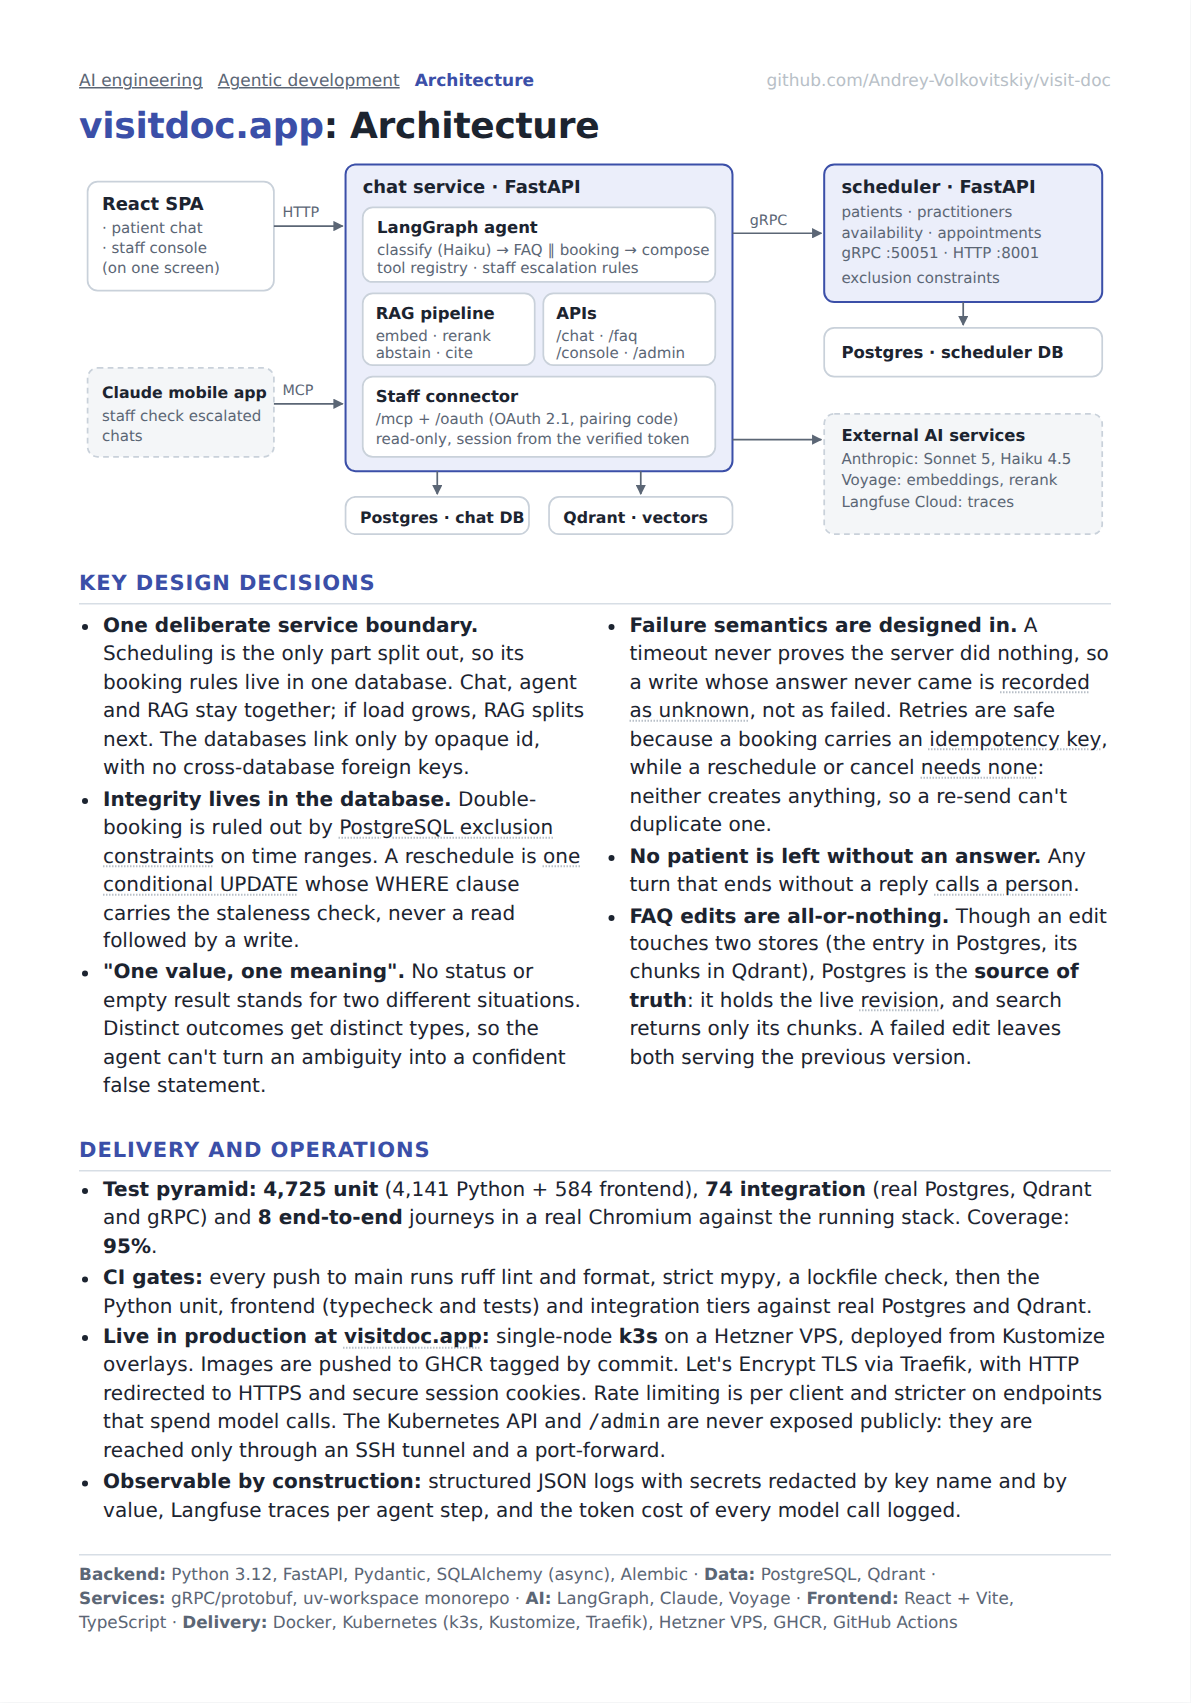 AI engineering Agentic development Architecture github.com/Andrey-Volkovitskiy/visit-doc
visitdoc.app: Architecture
React SPA
· patient chat
· staff console
(on one screen)
HTTP
Claude mobile app
staff check escalated
chats
MCP
chat service · FastAPI
LangGraph agent
classify (Haiku) → FAQ ∥ booking → compose
tool registry · staff escalation rules
RAG pipeline
embed · rerank
abstain · cite
APIs
/chat · /faq
/console · /admin
Staff connector
/mcp + /oauth (OAuth 2.1, pairing code)
read-only, session from the verified token
Postgres · chat DB
Qdrant · vectors
gRPC
scheduler · FastAPI
patients · practitioners
availability · appointments
gRPC :50051 · HTTP :8001
exclusion constraints
Postgres · scheduler DB
External AI services
Anthropic: Sonnet 5, Haiku 4.5
Voyage: embeddings, rerank
Langfuse Cloud: traces
KEY DESIGN DECISIONS
• One deliberate service boundary.
Scheduling is the only part split out, so its
booking rules live in one database. Chat, agent
and RAG stay together; if load grows, RAG splits
next. The databases link only by opaque id,
with no cross-database foreign keys.
• Integrity lives in the database. Double-
booking is ruled out by PostgreSQL exclusion
constraints on time ranges. A reschedule is one
conditional UPDATE whose WHERE clause
carries the staleness check, never a read
followed by a write.
• "One value, one meaning". No status or
empty result stands for two different situations.
Distinct outcomes get distinct types, so the
agent can't turn an ambiguity into a confident
false statement.
• Failure semantics are designed in. A
timeout never proves the server did nothing, so
a write whose answer never came is recorded
as unknown, not as failed. Retries are safe
because a booking carries an idempotency key,
while a reschedule or cancel needs none:
neither creates anything, so a re-send can't
duplicate one.
• No patient is left without an answer. Any
turn that ends without a reply calls a person.
• FAQ edits are all-or-nothing. Though an edit
touches two stores (the entry in Postgres, its
chunks in Qdrant), Postgres is the source of
truth: it holds the live revision, and search
returns only its chunks. A failed edit leaves
both serving the previous version.
DELIVERY AND OPERATIONS
• Test pyramid: 4,725 unit (4,141 Python + 584 frontend), 74 integration (real Postgres, Qdrant
and gRPC) and 8 end-to-end journeys in a real Chromium against the running stack. Coverage:
95%.
• CI gates: every push to main runs ruff lint and format, strict mypy, a lockfile check, then the
Python unit, frontend (typecheck and tests) and integration tiers against real Postgres and Qdrant.
• Live in production at visitdoc.app: single-node k3s on a Hetzner VPS, deployed from Kustomize
overlays. Images are pushed to GHCR tagged by commit. Let's Encrypt TLS via Traefik, with HTTP
redirected to HTTPS and secure session cookies. Rate limiting is per client and stricter on endpoints
that spend model calls. The Kubernetes API and /admin are never exposed publicly: they are
reached only through an SSH tunnel and a port-forward.
• Observable by construction: structured JSON logs with secrets redacted by key name and by
value, Langfuse traces per agent step, and the token cost of every model call logged.
Backend: Python 3.12, FastAPI, Pydantic, SQLAlchemy (async), Alembic · Data: PostgreSQL, Qdrant ·
Services: gRPC/protobuf, uv-workspace monorepo · AI: LangGraph, Claude, Voyage · Frontend: React + Vite,
TypeScript · Delivery: Docker, Kubernetes (k3s, Kustomize, Traefik), Hetzner VPS, GHCR, GitHub Actions